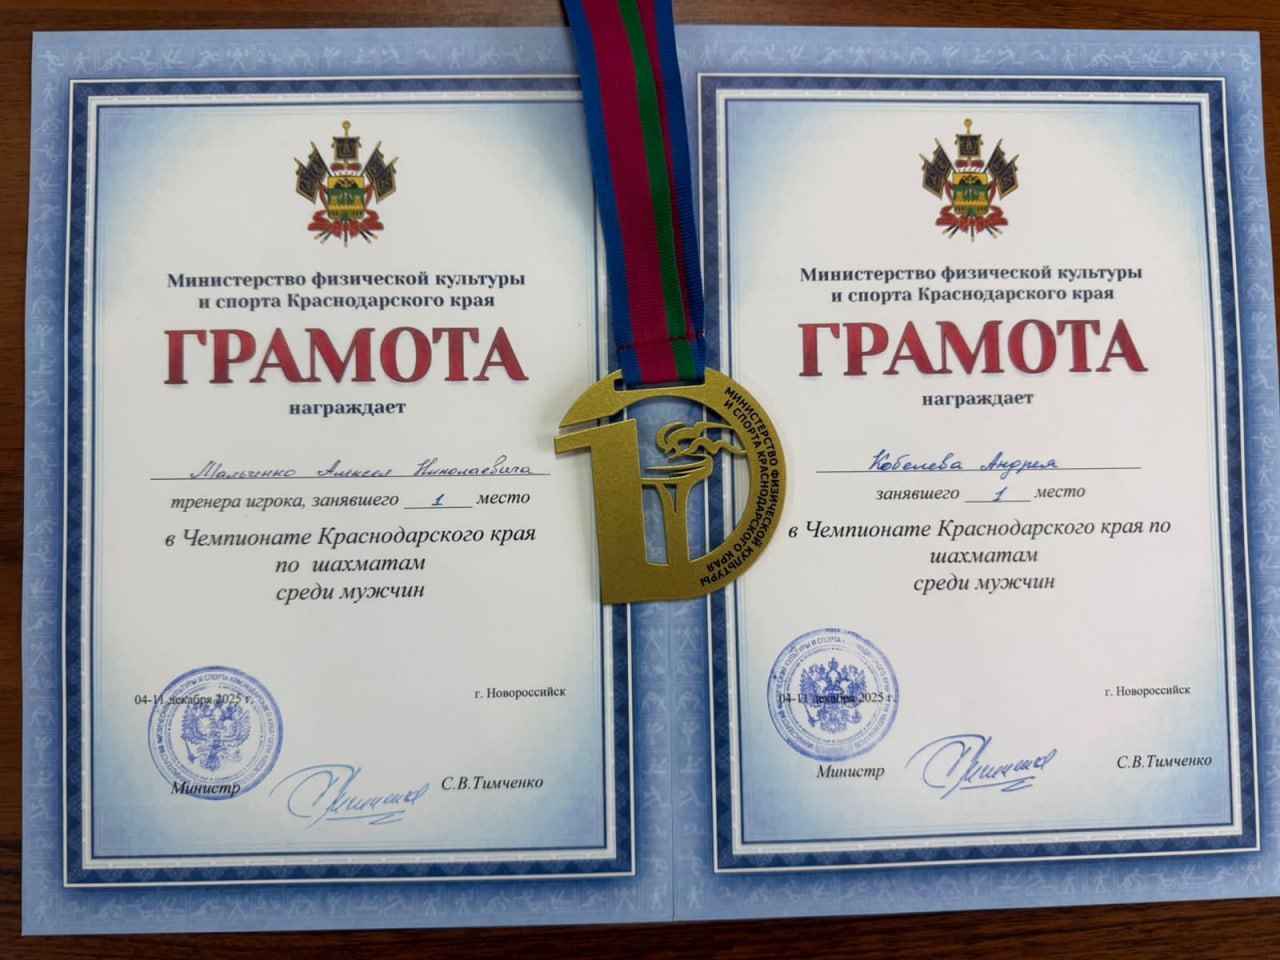 Министерство физической культуры
и спорта Краснодарского края
ГРАМОТА
награждает
Мальченко Алексея Николаевича
тренера игрока, занявшего 1 место
в Чемпионате Краснодарского края
по шахматам
среди мужчин
04-11 декабря 2025 г.
г. Новороссийск
Министр
С.В.Тимченко
МИНИСТЕРСТВО ФИЗИЧЕСКОЙ КУЛЬТУРЫ
И СПОРТА КРАСНОДАРСКОГО КРАЯ
1
Министерство физической культуры
и спорта Краснодарского края
ГРАМОТА
награждает
Кобелева Андрея
занявшего 1 место
в Чемпионате Краснодарского края по
шахматам
среди мужчин
04-11 декабря 2025 г.
г. Новороссийск
Министр
С.В.Тимченко